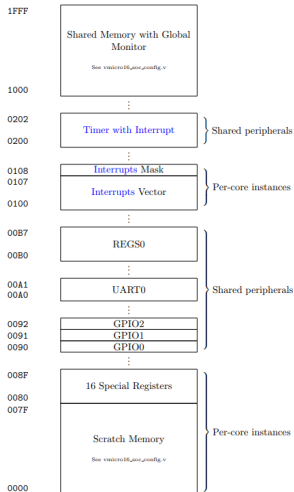 1FFF
Shared Memory with Global
Monitor
See vmicro16_soc_config.v
1000
0202
Timer with Interrupt
Shared peripherals
0200
0108
Interrupts Mask
0107
Interrupts Vector
Per-core instances
0100
00B7
REGS0
00B0
00A1
UART0
Shared peripherals
00A0
0092
GPIO2
0091
GPIO1
0090
GPIO0
008F
16 Special Registers
0080
007F
Scratch Memory
Per-core instances
See vmicro16_soc_config.v
0000